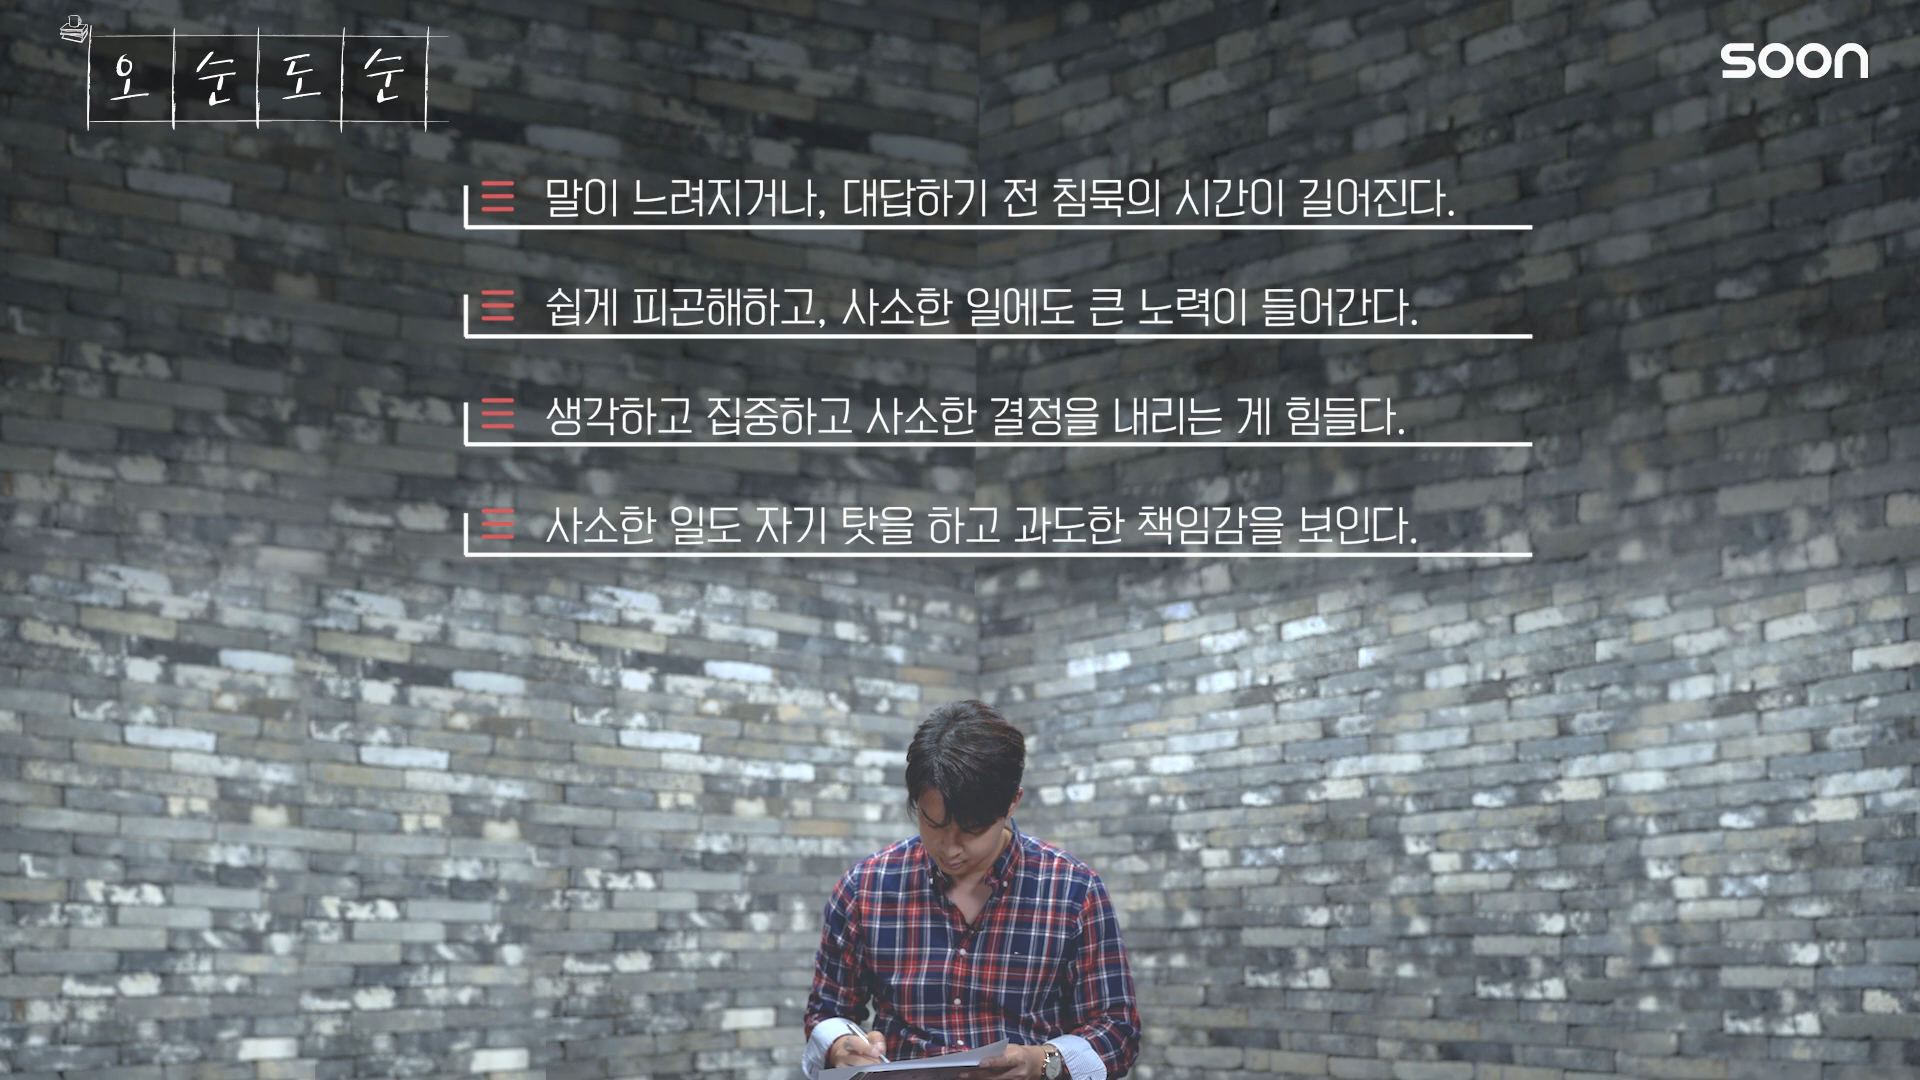 오순도순
soon
말이 느려지거나, 대답하기 전 침묵의 시간이 길어진다.
쉽게 피곤해하고, 사소한 일에도 큰 노력이 들어간다.
생각하고 집중하고 사소한 결정을 내리는 게 힘들다.
사소한 일도 자기 탓을 하고 과도한 책임감을 보인다.